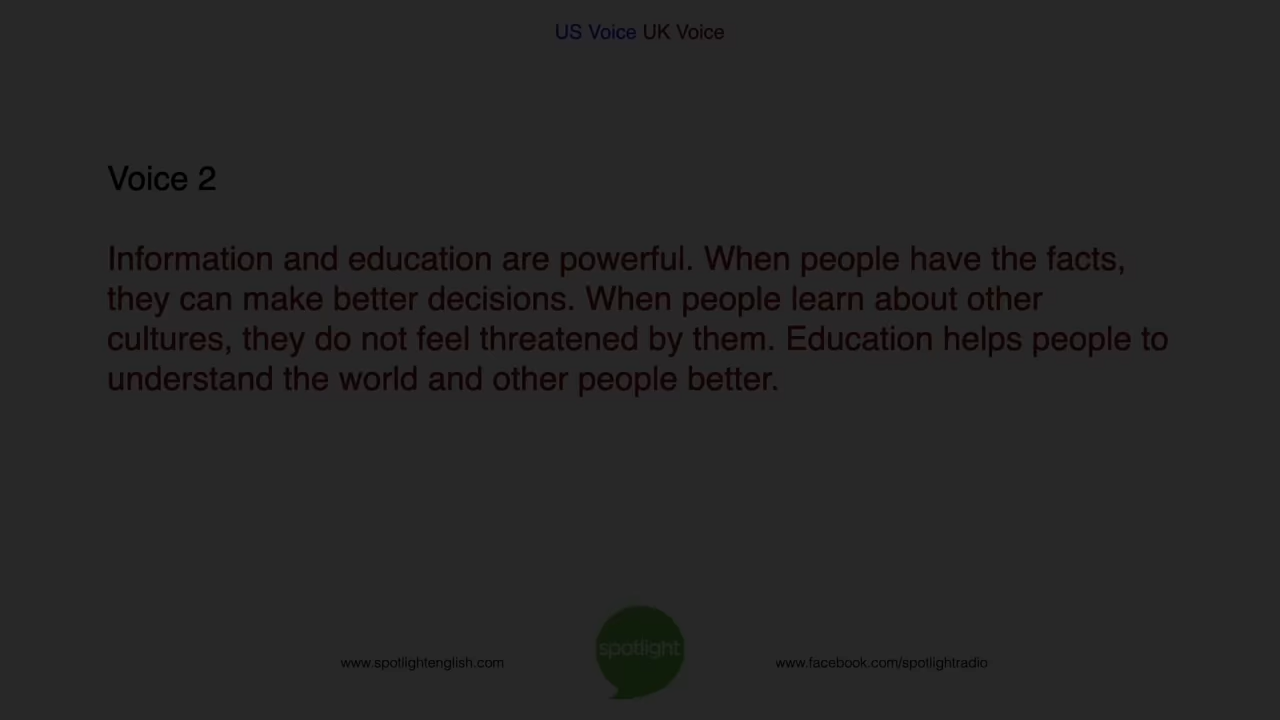 US Voice UK Voice
Voice 2
Information and education are powerful. When people have the facts,
they can make better decisions. When people learn about other
cultures, they do not feel threatened by them. Education helps people to
understand the world and other people better.
spotlight
www.spotlightenglish.com
www.facebook.com/spotlightradio